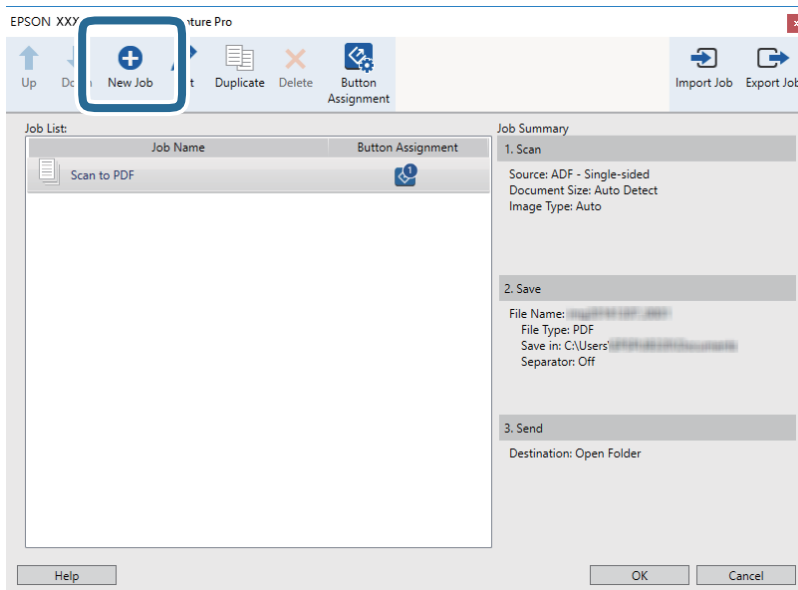 EPSON XXX ture Pro
Up
New Job
Duplicate
Delete
Button
Assignment
Import Job
Export Job
Job List:
Job Name
Button Assignment
Scan to PDF
1
Job Summary
1. Scan
Source: ADF - Single-sided
Document Size: Auto Detect
Image Type: Auto
2. Save
File Name:
File Type: PDF
Save in: C:\Users\
Separator: Off
3. Send
Destination: Open Folder
Help
OK
Cancel